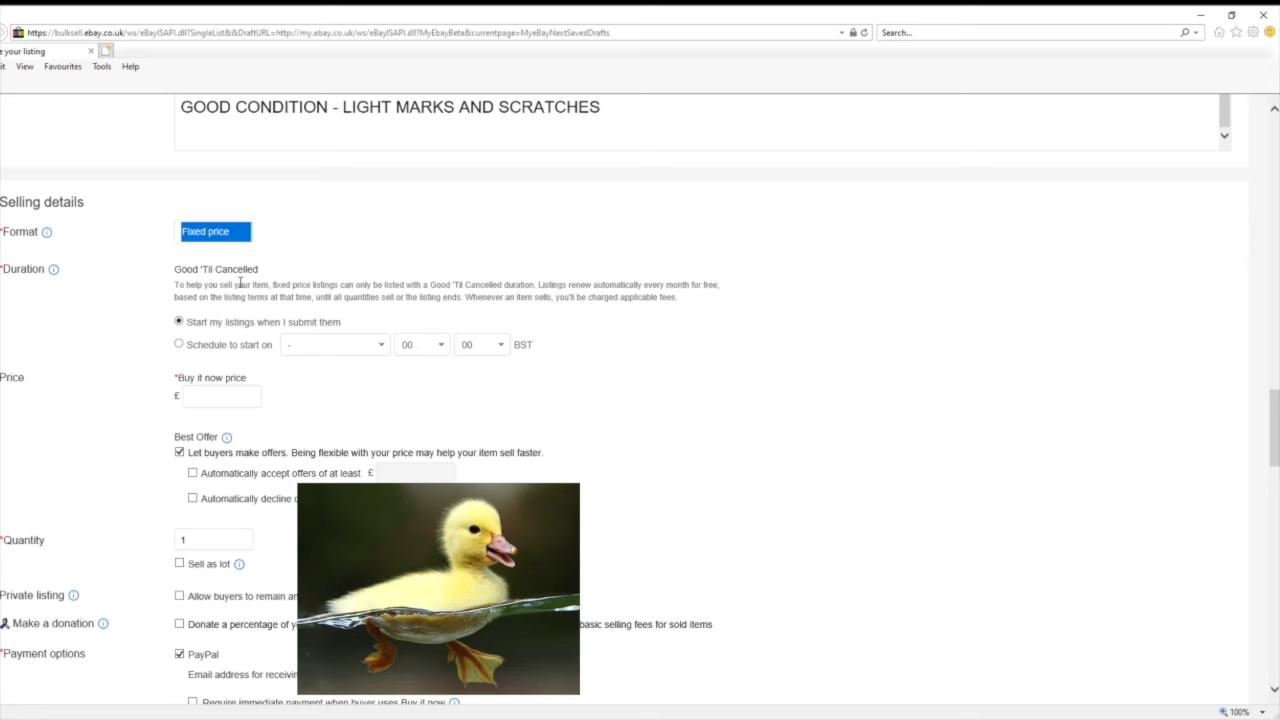 https://bulksell.ebay.co.uk/ws/eBayISAPI.dll?SingleList&&DraftURL=http://my.ebay.co.uk/ws/eBayISAPI.dll?MyEbayBeta&currentpage=MyeBayNextSavedDrafts
Search...
e your listing
it View Favourites Tools Help
GOOD CONDITION - LIGHT MARKS AND SCRATCHES
Selling details
*Format Fixed price
*Duration Good 'Til Cancelled
To help you sell your item, fixed price listings can only be listed with a Good 'Til Cancelled duration. Listings renew automatically every month for free,
based on the listing terms at that time, until all quantities sell or the listing ends. Whenever an item sells, you'll be charged applicable fees.
Start my listings when I submit them
Schedule to start on - 00 00 BST
Price *Buy it now price
£
Best Offer
Let buyers make offers. Being flexible with your price may help your item sell faster.
Automatically accept offers of at least £
Automatically decline
*Quantity 1
Sell as lot
Private listing Allow buyers to remain
Make a donation Donate a percentage of basic selling fees for sold items
*Payment options PayPal
Email address for
Require immediate payment when buyer uses Buy it now
100%